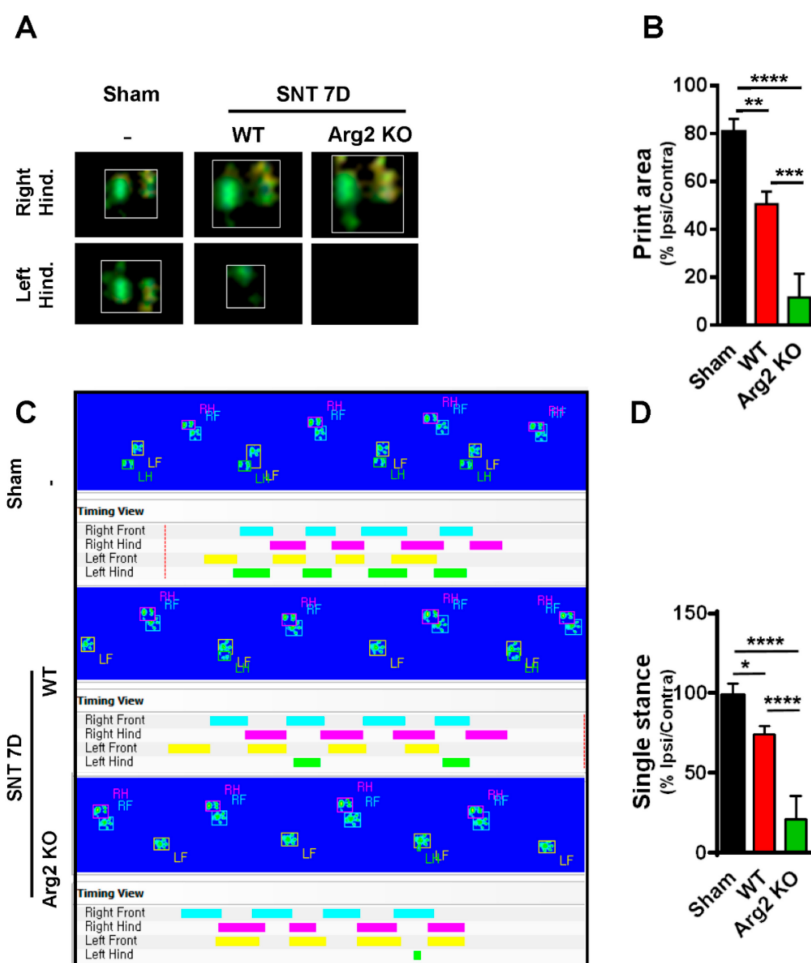 A
Sham
SNT 7D
-
WT
Arg2 KO
Right
Hind.
Left
Hind.
B
Print area
(% Ipsi/Contra)
100
80
60
40
20
0
****
**
***
Sham
WT
Arg2 KO
C
Sham
-
RH
RF
RH
RF
RH
RF
RH
RF
LF
LH
LF
LH
LF
LH
LF
LH
Timing View
Right Front
Right Hind
Left Front
Left Hind
SNT 7D
WT
RH
RF
RH
RF
RH
RF
RH
RF
LF
LF
LH
LF
LF
LH
Timing View
Right Front
Right Hind
Left Front
Left Hind
Arg2 KO
RH
RF
RH
RF
RH
RF
RH
RF
LF
LF
LF
LH
LF
Timing View
Right Front
Right Hind
Left Front
Left Hind
D
Single stance
(% Ipsi/Contra)
150
100
50
0
****
*
****
Sham
WT
Arg2 KO